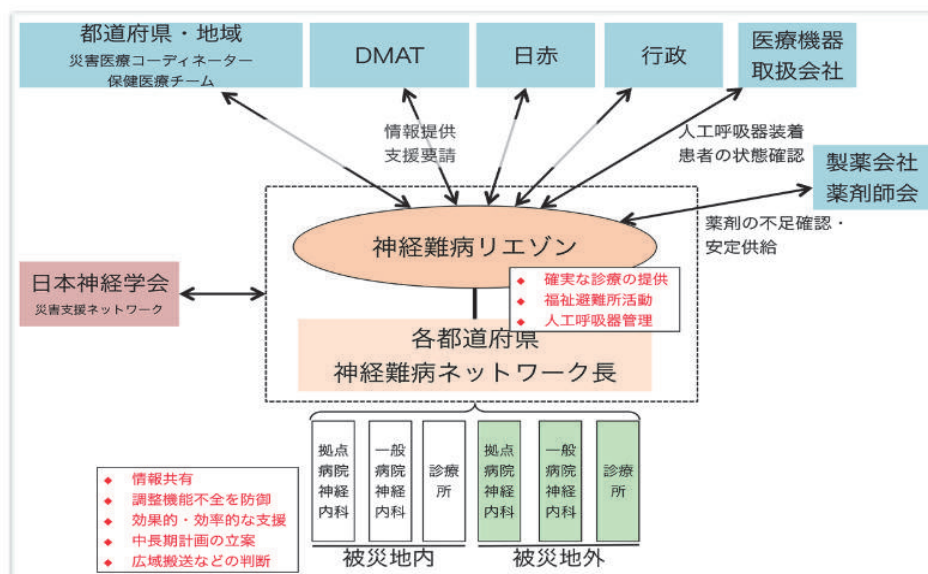 都道府県・地域
災害医療コーディネーター
保健医療チーム
DMAT
日赤
行政
医療機器
取扱会社
情報提供
支援要請
人工呼吸器装着
患者の状態確認
製薬会社
薬剤師会
薬剤の不足確認・
安定供給
神経難病リエゾン
◆ 確実な診療の提供
◆ 福祉避難所活動
◆ 人工呼吸器管理
日本神経学会
災害支援ネットワーク
各都道府県
神経難病ネットワーク長
拠点
病院
神経
内科
一般
病院
神経
内科
診療
所
拠点
病院
神経
内科
一般
病院
神経
内科
診療
所
◆ 情報共有
◆ 調整機能不全を防御
◆ 効果的・効率的な支援
◆ 中長期計画の立案
◆ 広域搬送などの判断
被災地内
被災地外